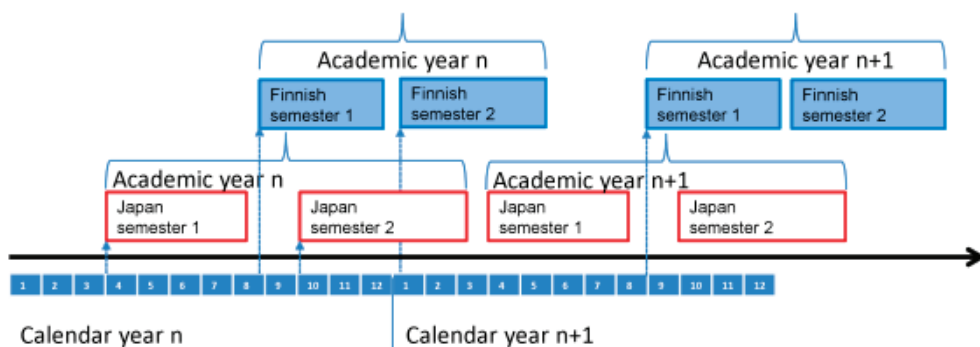 Academic year n
Academic year n+1
Finnish
semester 1
Finnish
semester 2
Finnish
semester 1
Finnish
semester 2
Academic year n
Academic year n+1
Japan
semester 1
Japan
semester 2
Japan
semester 1
Japan
semester 2
1 2 3 4 5 6 7 8 9 10 11 12 1 2 3 4 5 6 7 8 9 10 11 12
Calendar year n
Calendar year n+1